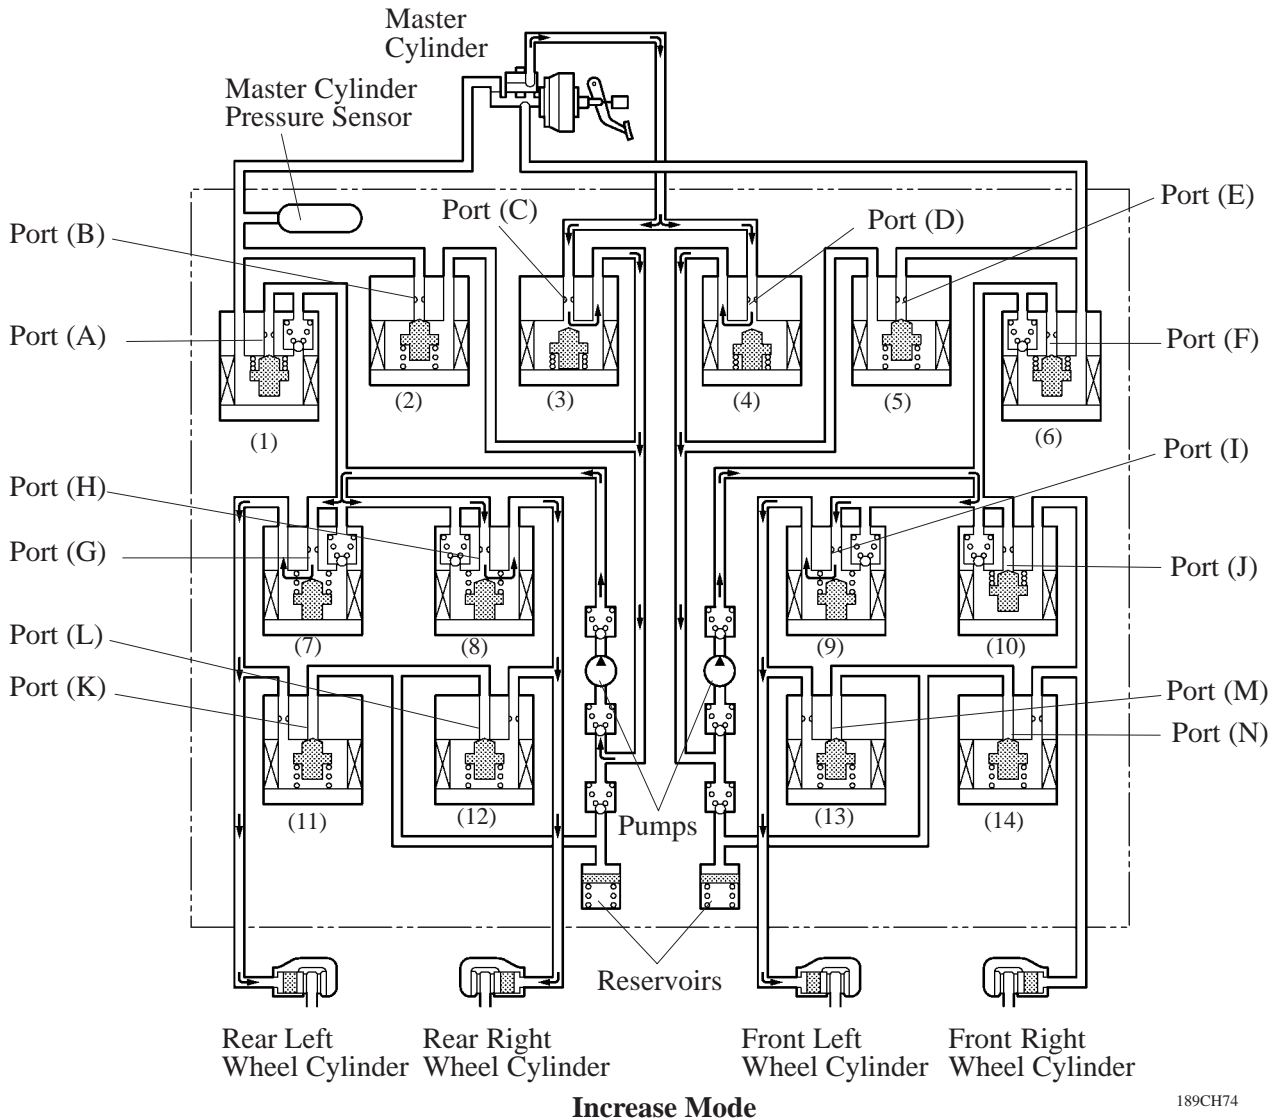 Master
Cylinder
Master Cylinder
Pressure Sensor
Port (B)
Port (C)
Port (D)
Port (E)
Port (A)
Port (F)
(1)
(2)
(3)
(4)
(5)
(6)
Port (H)
Port (G)
Port (I)
Port (J)
(7)
(8)
(9)
(10)
Port (L)
Port (K)
Port (M)
Port (N)
(11)
(12)
Pumps
(13)
(14)
Reservoirs
Rear Left
Wheel Cylinder
Rear Right
Wheel Cylinder
Front Left
Wheel Cylinder
Front Right
Wheel Cylinder
Increase Mode
189CH74